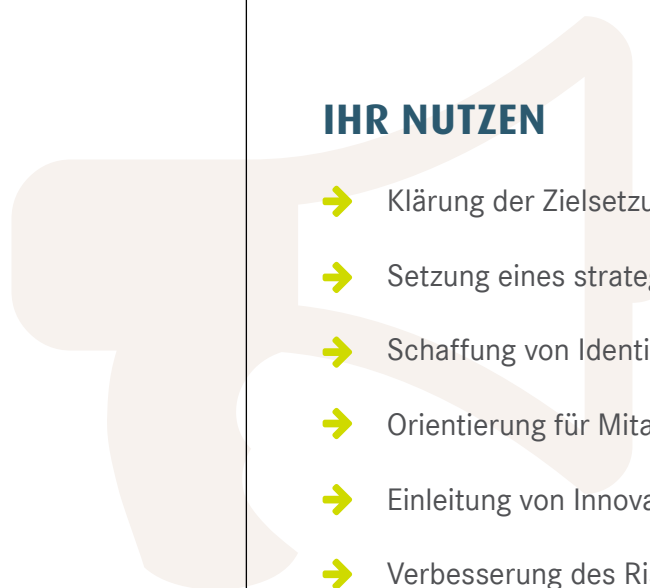 IHR NUTZEN
Klärung der Zielsetzu
Setzung eines strateg
Schaffung von Identi
Orientierung für Mita
Einleitung von Innova
Verbesserung des Ri